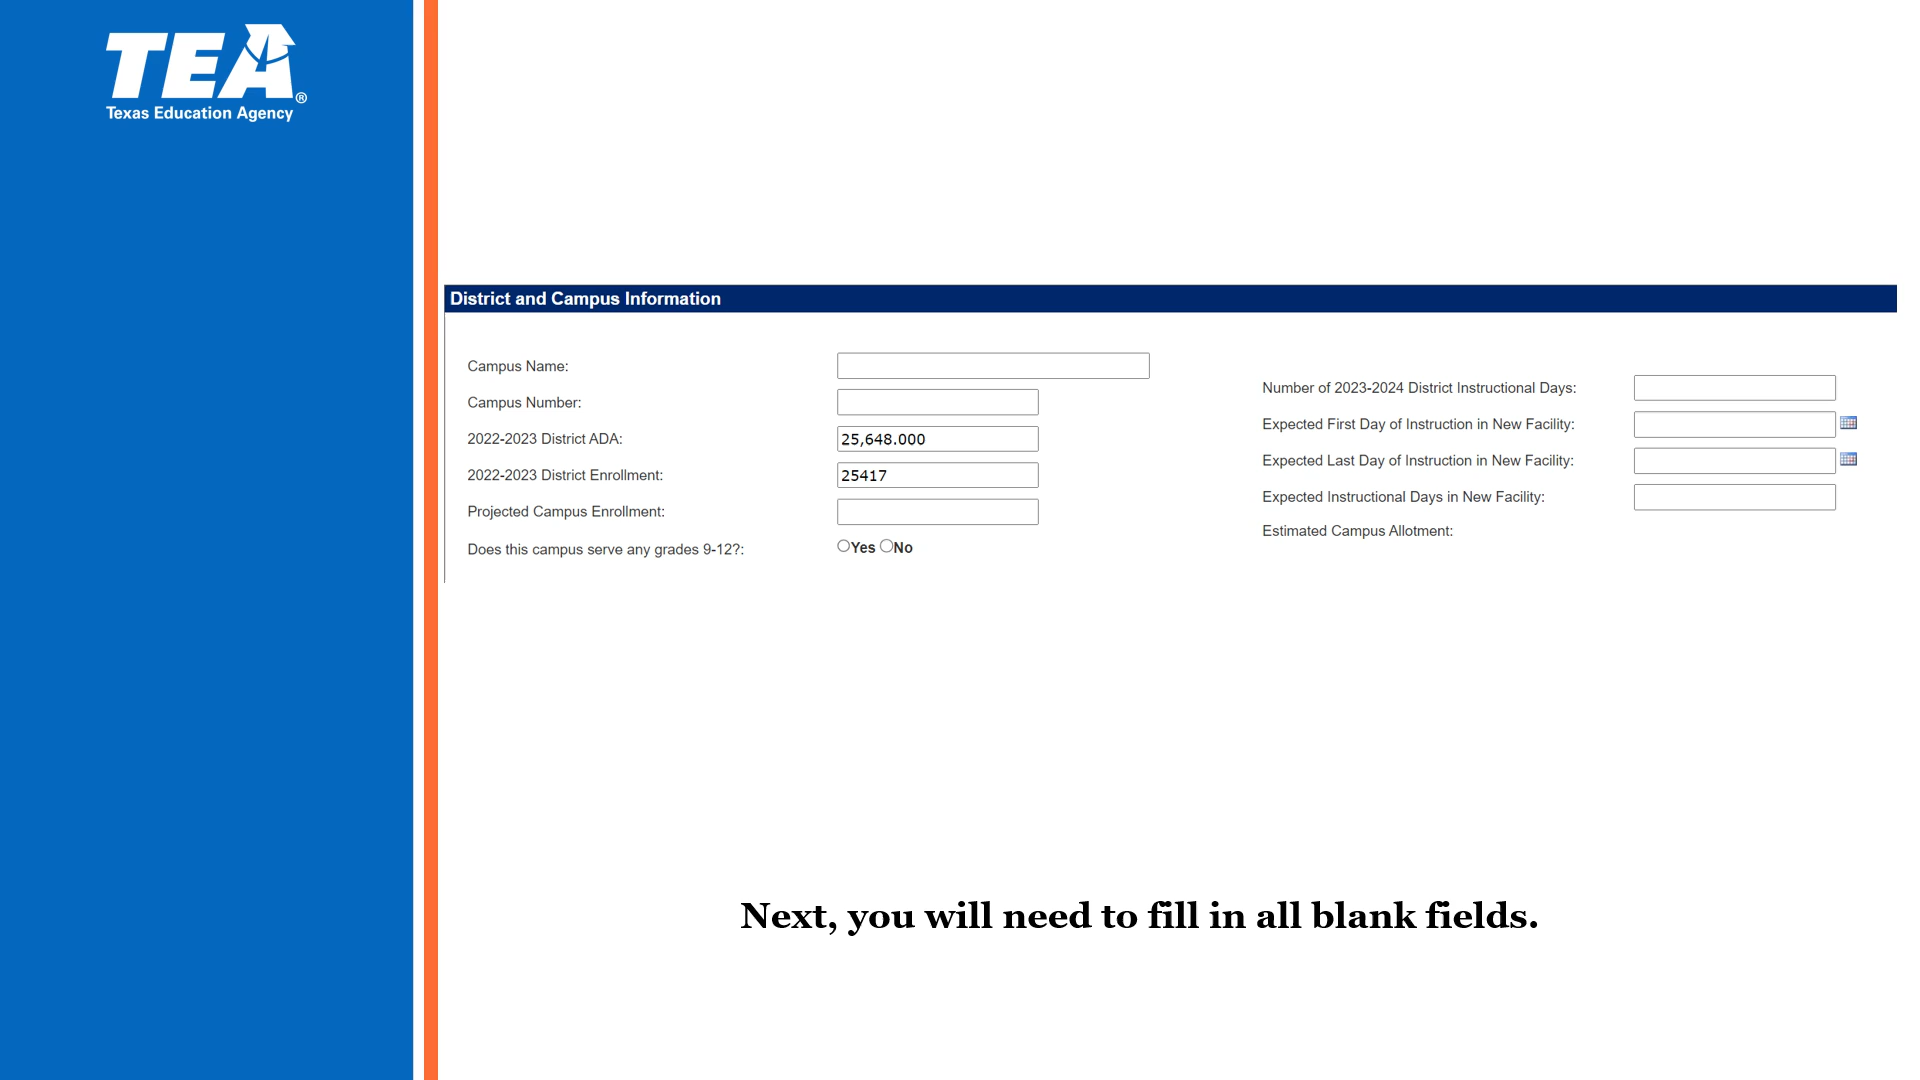 TEA®
Texas Education Agency
District and Campus Information
Campus Name:
Campus Number:
2022-2023 District ADA: 25,648.000
2022-2023 District Enrollment: 25417
Projected Campus Enrollment:
Does this campus serve any grades 9-12?: Yes No
Number of 2023-2024 District Instructional Days:
Expected First Day of Instruction in New Facility:
Expected Last Day of Instruction in New Facility:
Expected Instructional Days in New Facility:
Estimated Campus Allotment:
Next, you will need to fill in all blank fields.